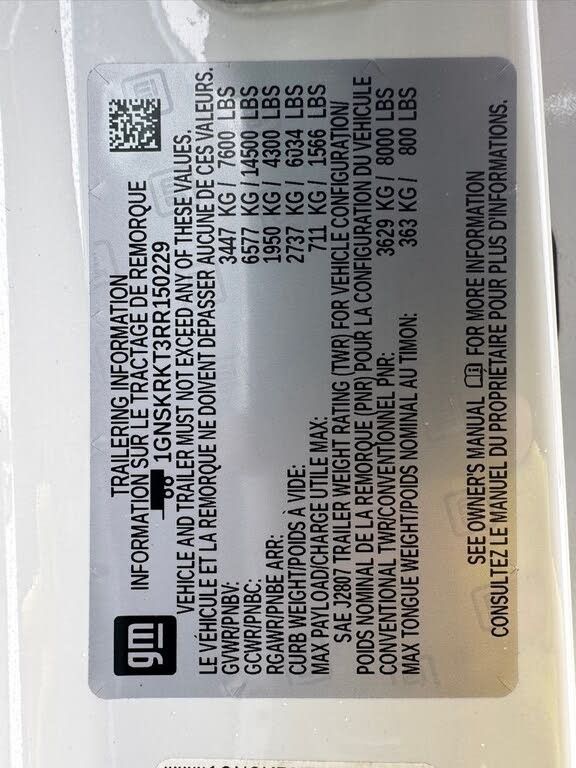 gm
TRAILERING INFORMATION
INFORMATION SUR LE TRACTAGE DE REMORQUE
1GNSKRKT3RR150229
VEHICLE AND TRAILER MUST NOT EXCEED ANY OF THESE VALUES.
LE VÉHICULE ET LA REMORQUE NE DOIVENT DÉPASSER AUCUNE DE CES VALEURS.
GVWR/PNBV: 3447 KG / 7600 LBS
GCWR/PNBC: 6577 KG / 14500 LBS
RGAWR/PNBE ARR: 1950 KG / 4300 LBS
CURB WEIGHT/POIDS À VIDE: 2737 KG / 6034 LBS
MAX PAYLOAD/CHARGE UTILE MAX: 711 KG / 1566 LBS
SAE J2807 TRAILER WEIGHT RATING (TWR) FOR VEHICLE CONFIGURATION/
POIDS NOMINAL DE LA REMORQUE (PNR) POUR LA CONFIGURATION DU VÉHICULE
CONVENTIONAL TWR/CONVENTIONNEL PNR: 3629 KG / 8000 LBS
MAX TONGUE WEIGHT/POIDS NOMINAL AU TIMON: 363 KG / 800 LBS
SEE OWNER'S MANUAL FOR MORE INFORMATION
CONSULTEZ LE MANUEL DU PROPRIÉTAIRE POUR PLUS D'INFORMATIONS.